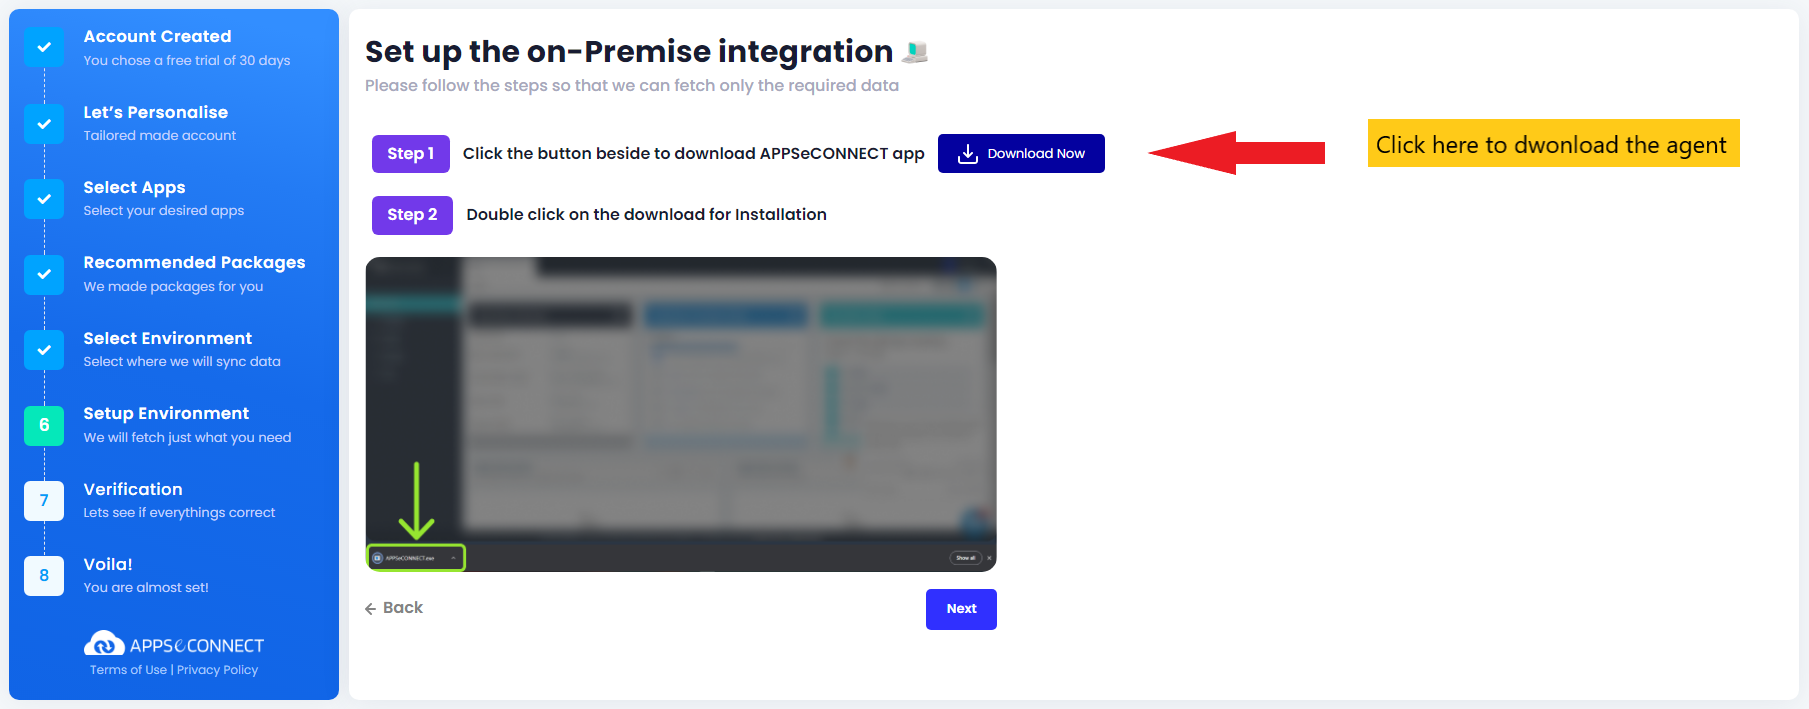 Account Created
You chose a free trial of 30 days
Let's Personalise
Tailored made account
Select Apps
Select your desired apps
Recommended Packages
We made packages for you
Select Environment
Select where we will sync data
6
Setup Environment
We will fetch just what you need
7
Verification
Lets see if everythings correct
8
Voila!
You are almost set!
APPSeCONNECT
Terms of Use | Privacy Policy
Set up the on-Premise integration
Please follow the steps so that we can fetch only the required data
Step 1 Click the button beside to download APPSeCONNECT app Download Now
Click here to dwonload the agent
Step 2 Double click on the download for Installation
APPSeCONNECT.exe
Show all
Back
Next